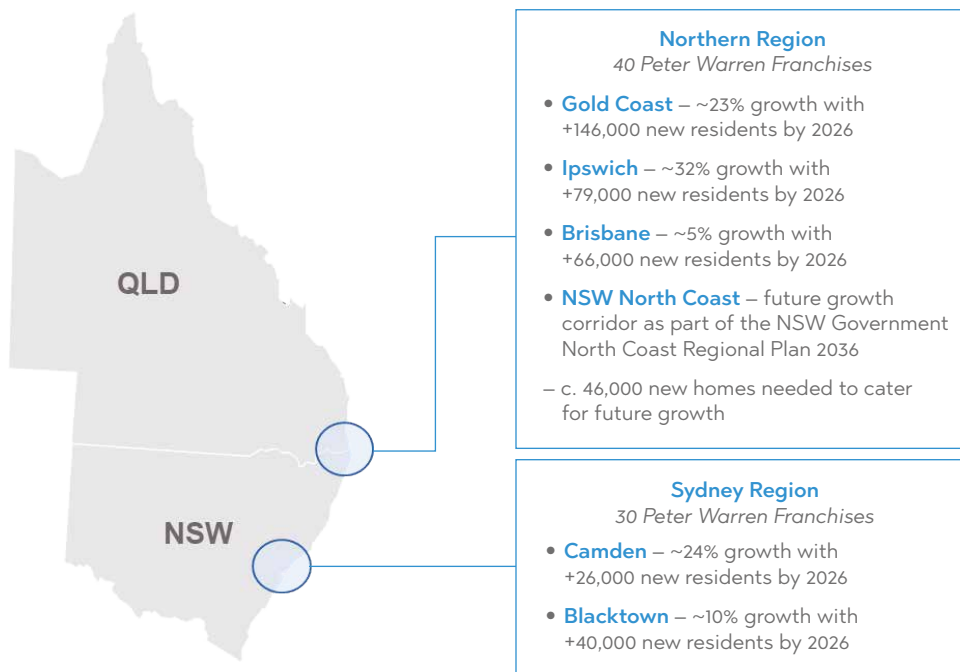 QLD
NSW
Northern Region
40 Peter Warren Franchises
• Gold Coast – ~23% growth with
+146,000 new residents by 2026
• Ipswich – ~32% growth with
+79,000 new residents by 2026
• Brisbane – ~5% growth with
+66,000 new residents by 2026
• NSW North Coast – future growth
corridor as part of the NSW Government
North Coast Regional Plan 2036
– c. 46,000 new homes needed to cater
for future growth
Sydney Region
30 Peter Warren Franchises
• Camden – ~24% growth with
+26,000 new residents by 2026
• Blacktown – ~10% growth with
+40,000 new residents by 2026